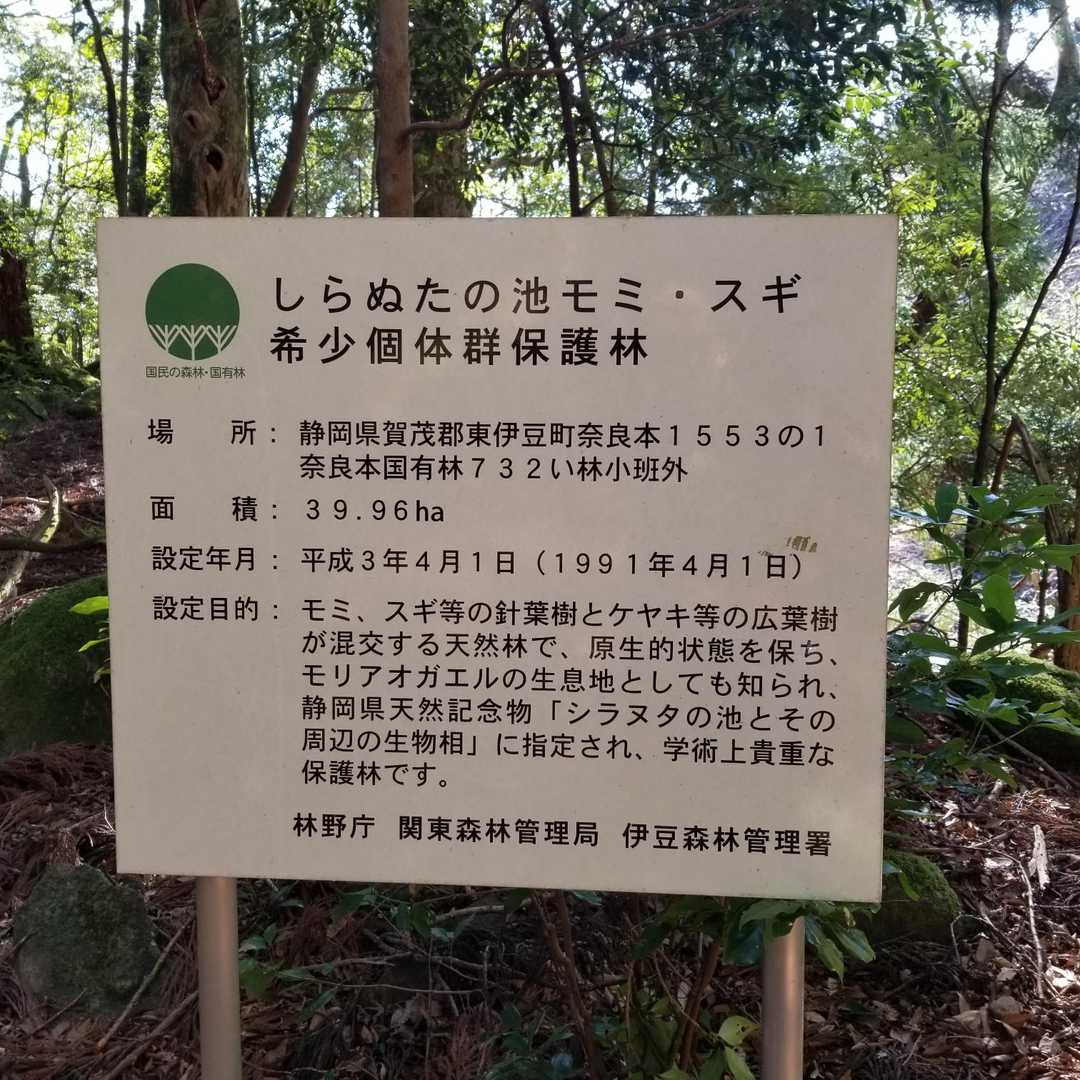 しらぬたの池モミ・スギ
希少個体群保護林
国民の森林・国有林
場　　所：静岡県賀茂郡東伊豆町奈良本１５５３の１
奈良本国有林７３２い林小班外
面　　積：３９.９６ha
設定年月：平成３年４月１日（１９９１年４月１日）
設定目的：モミ、スギ等の針葉樹とケヤキ等の広葉樹
が混交する天然林で、原生的状態を保ち、
モリアオガエルの生息地としても知られ、
静岡県天然記念物「シラヌタの池とその
周辺の生物相」に指定され、学術上貴重な
保護林です。
林野庁　関東森林管理局　伊豆森林管理署